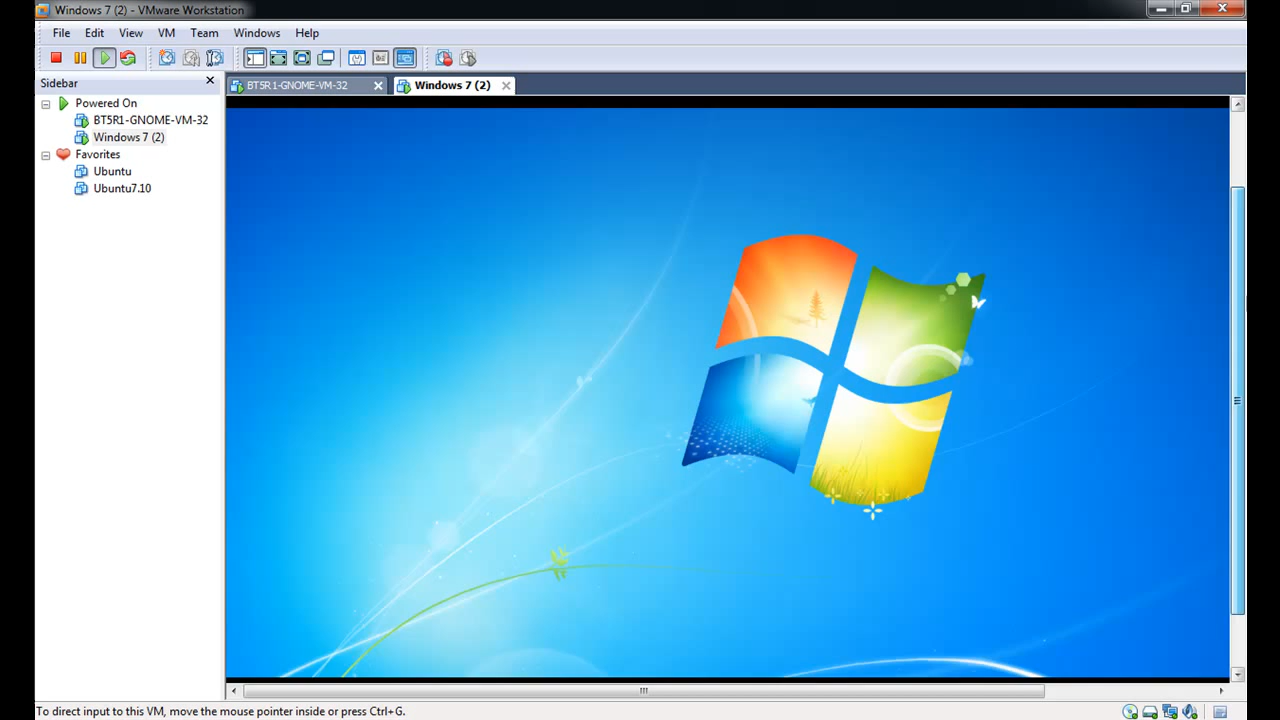 Windows 7 (2) - VMware Workstation
File Edit View VM Team Windows Help
Sidebar
Powered On
BT5R1-GNOME-VM-32
Windows 7 (2)
Favorites
Ubuntu
Ubuntu7.10
BT5R1-GNOME-VM-32 Windows 7 (2)
To direct input to this VM, move the mouse pointer inside or press Ctrl+G.